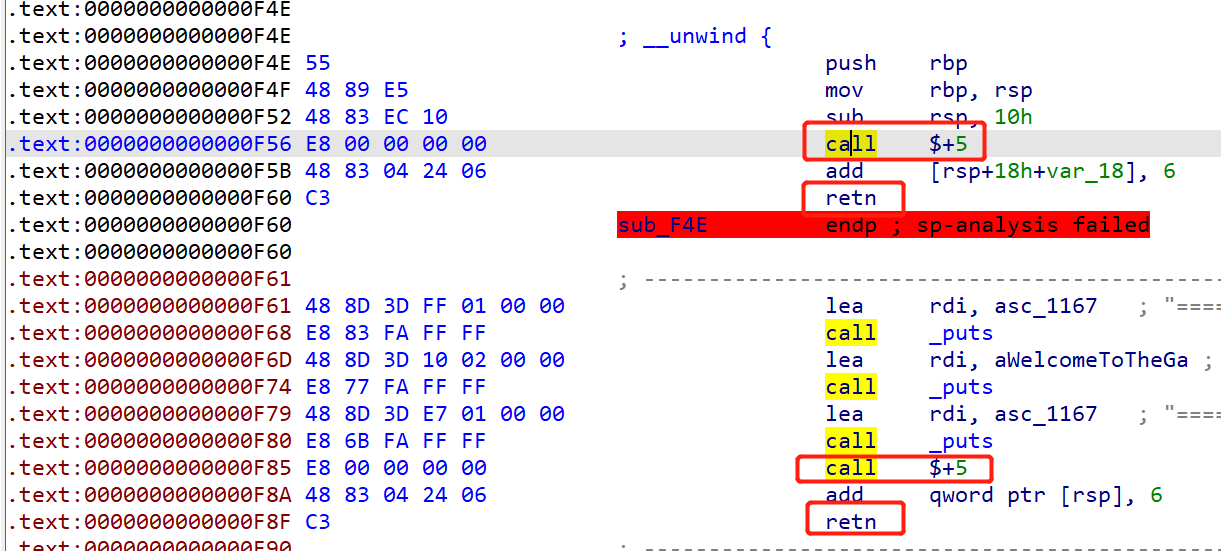 .text:0000000000000F4E
.text:0000000000000F4E ; __unwind {
.text:0000000000000F4E 55 push rbp
.text:0000000000000F4F 48 89 E5 mov rbp, rsp
.text:0000000000000F52 48 83 EC 10 sub rsp, 10h
.text:0000000000000F56 E8 00 00 00 00 call $+5
.text:0000000000000F5B 48 83 04 24 06 add [rsp+18h+var_18], 6
.text:0000000000000F60 C3 retn
.text:0000000000000F60 sub_F4E endp ; sp-analysis failed
.text:0000000000000F60
.text:0000000000000F61 ; ---------------------------------------------
.text:0000000000000F61 48 8D 3D FF 01 00 00 lea rdi, asc_1167 ; "====
.text:0000000000000F68 E8 83 FA FF FF call _puts
.text:0000000000000F6D 48 8D 3D 10 02 00 00 lea rdi, aWelcomeToTheGa ;
.text:0000000000000F74 E8 77 FA FF FF call _puts
.text:0000000000000F79 48 8D 3D E7 01 00 00 lea rdi, asc_1167 ; "====
.text:0000000000000F80 E8 6B FA FF FF call _puts
.text:0000000000000F85 E8 00 00 00 00 call $+5
.text:0000000000000F8A 48 83 04 24 06 add qword ptr [rsp], 6
.text:0000000000000F8F C3 retn
.text:0000000000000F90 ; ---------------------------------------------